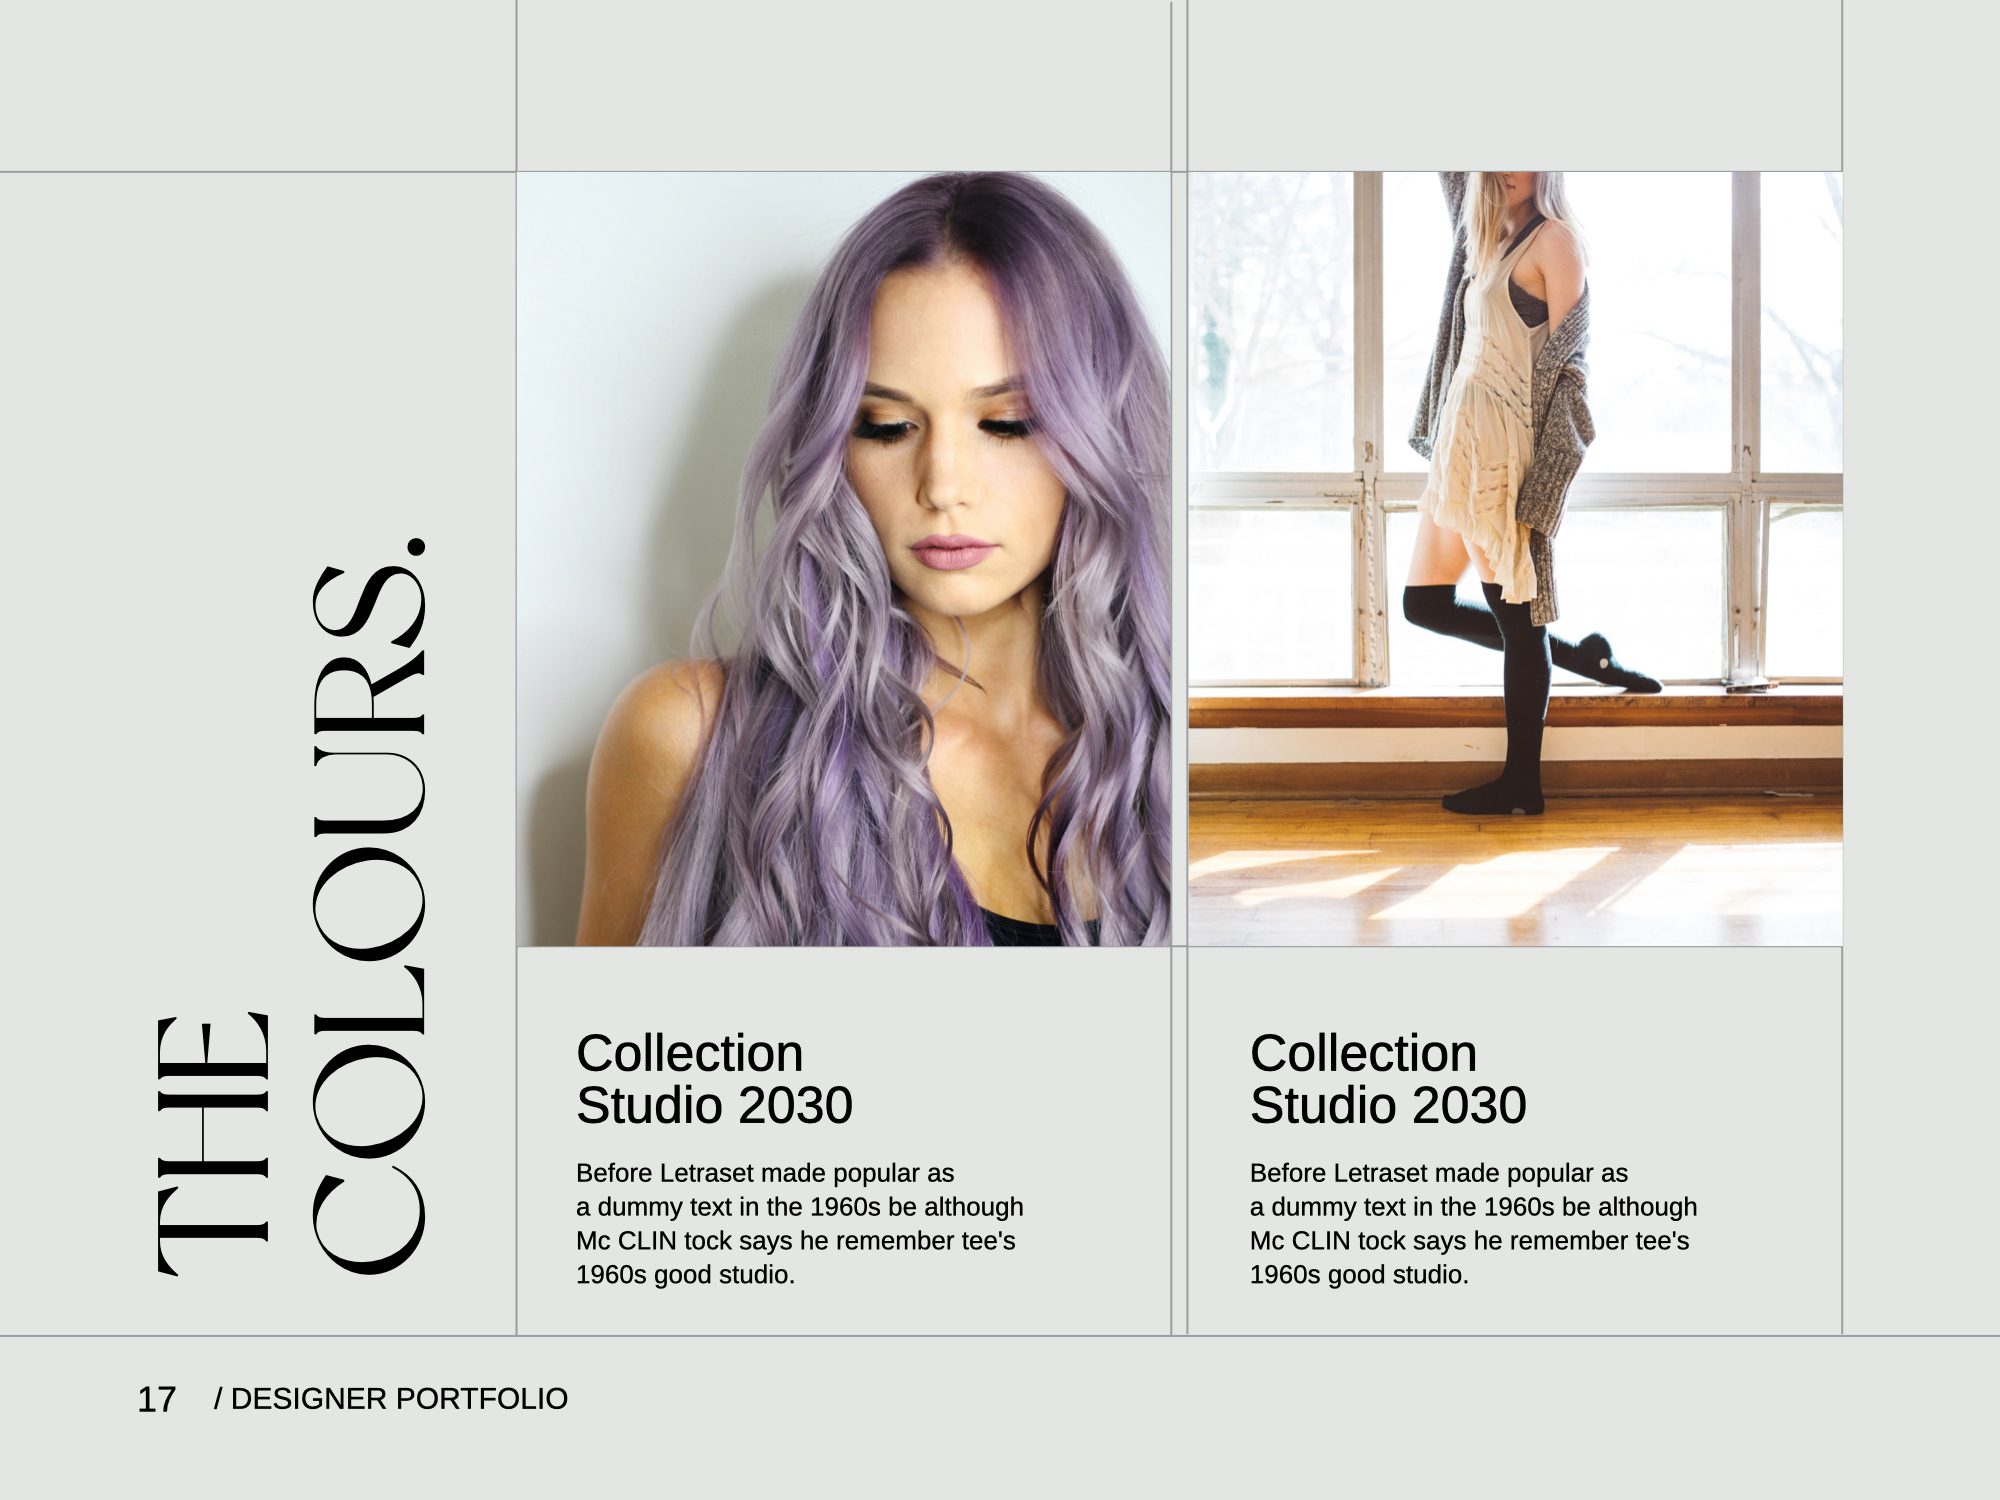 THE
COLOURS.
Collection
Studio 2030
Before Letraset made popular as
a dummy text in the 1960s be although
Mc CLIN tock says he remember tee's
1960s good studio.
Collection
Studio 2030
Before Letraset made popular as
a dummy text in the 1960s be although
Mc CLIN tock says he remember tee's
1960s good studio.
17 / DESIGNER PORTFOLIO